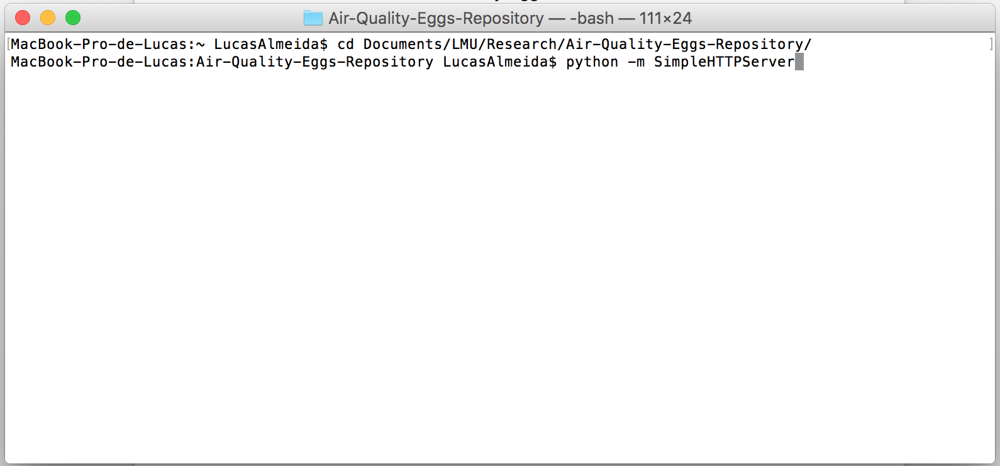 Air-Quality-Eggs-Repository — -bash — 111×24
[MacBook-Pro-de-Lucas:~ LucasAlmeida$ cd Documents/LMU/Research/Air-Quality-Eggs-Repository/ ]
MacBook-Pro-de-Lucas:Air-Quality-Eggs-Repository LucasAlmeida$ python -m SimpleHTTPServer